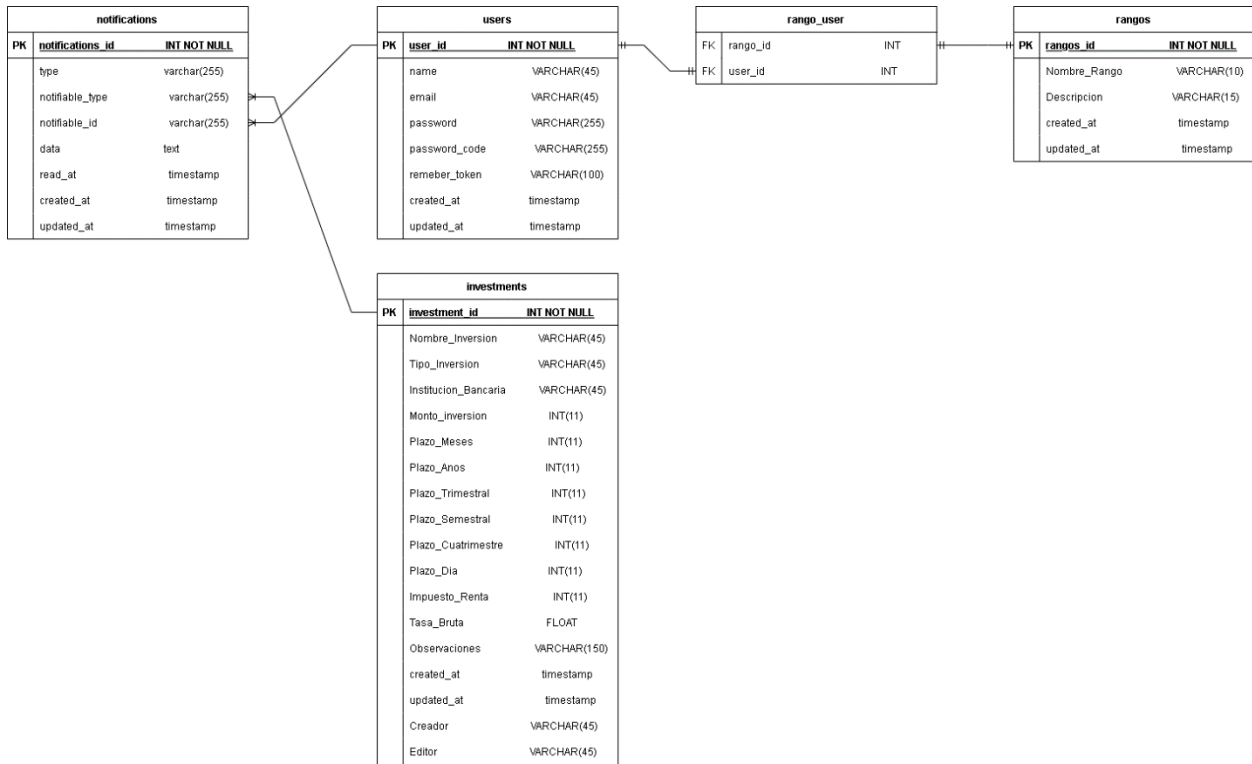 notifications
PK notifications_id INT NOT NULL
type varchar(255)
notifiable_type varchar(255)
notifiable_id varchar(255)
data text
read_at timestamp
created_at timestamp
updated_at timestamp
users
PK user_id INT NOT NULL
name VARCHAR(45)
email VARCHAR(45)
password VARCHAR(255)
password_code VARCHAR(255)
remeber_token VARCHAR(100)
created_at timestamp
updated_at timestamp
rango_user
FK rango_id INT
FK user_id INT
rangos
PK rangos_id INT NOT NULL
Nombre_Rango VARCHAR(10)
Descripcion VARCHAR(15)
created_at timestamp
updated_at timestamp
investments
PK investment_id INT NOT NULL
Nombre_Inversion VARCHAR(45)
Tipo_Inversion VARCHAR(45)
Institucion_Bancaria VARCHAR(45)
Monto_inversion INT(11)
Plazo_Meses INT(11)
Plazo_Anos INT(11)
Plazo_Trimestral INT(11)
Plazo_Semestral INT(11)
Plazo_Cuatrimestre INT(11)
Plazo_Dia INT(11)
Impuesto_Renta INT(11)
Tasa_Bruta FLOAT
Observaciones VARCHAR(150)
created_at timestamp
updated_at timestamp
Creador VARCHAR(45)
Editor VARCHAR(45)